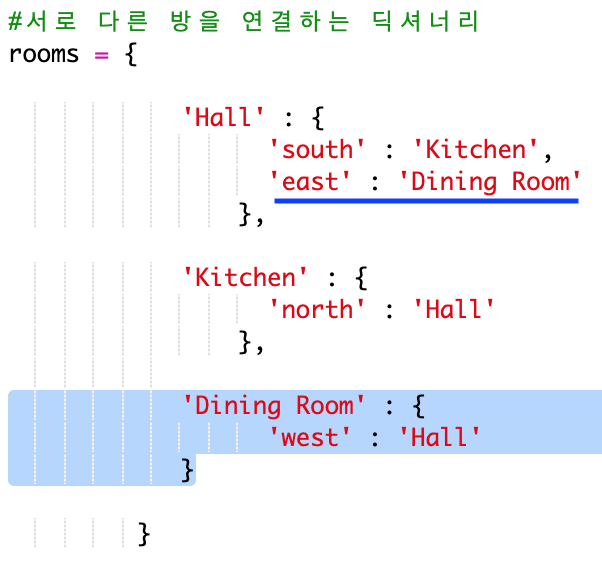 #서로 다른 방을 연결하는 딕셔너리
rooms = {
'Hall' : {
'south' : 'Kitchen',
'east' : 'Dining Room'
},
'Kitchen' : {
'north' : 'Hall'
},
'Dining Room' : {
'west' : 'Hall'
}
}